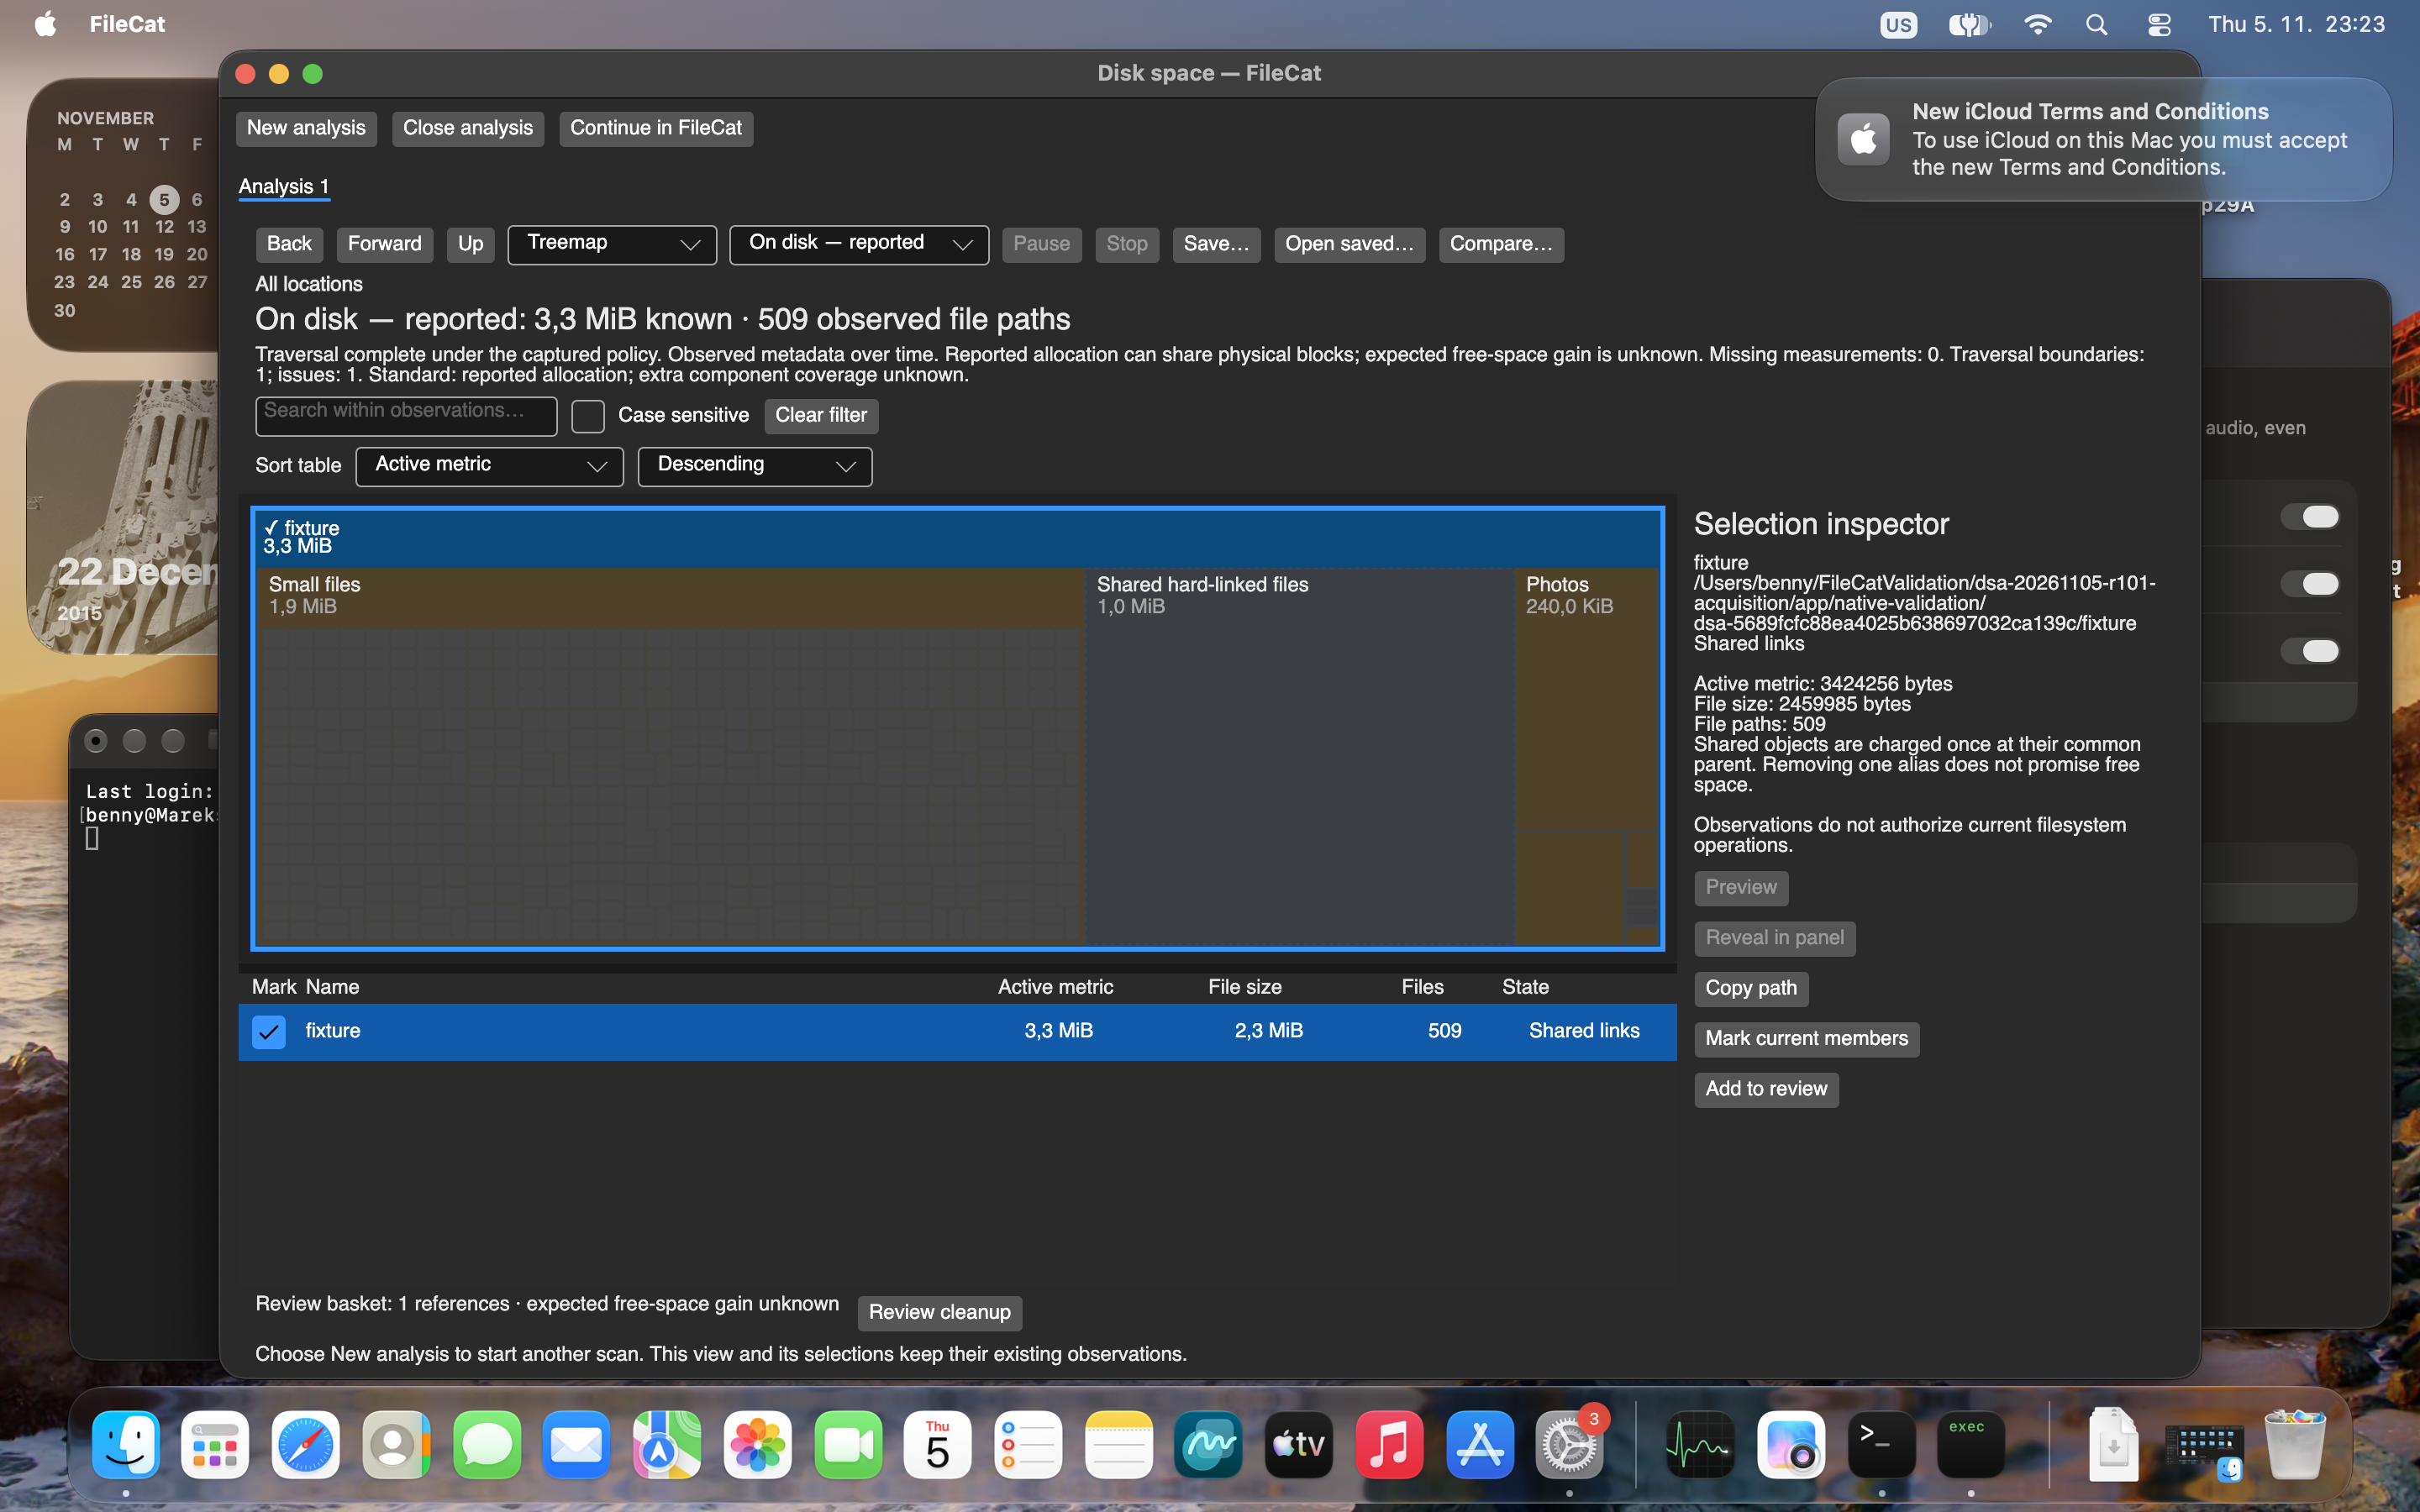 FileCat
US
Thu 5. 11. 23:23
NOVEMBER
M T W T F
2 3 4 5 6
9 10 11 12 13
16 17 18 19 20
23 24 25 26 27
30
22 Decem
2015
Last login:
[benny@Marek
Disk space — FileCat
New analysis
Close analysis
Continue in FileCat
New iCloud Terms and Conditions
To use iCloud on this Mac you must accept
the new Terms and Conditions.
p29A
audio, even
Analysis 1
Back
Forward
Up
Treemap
On disk — reported
Pause
Stop
Save…
Open saved…
Compare…
All locations
On disk — reported: 3,3 MiB known · 509 observed file paths
Traversal complete under the captured policy. Observed metadata over time. Reported allocation can share physical blocks; expected free-space gain is unknown. Missing measurements: 0. Traversal boundaries:
1; issues: 1. Standard: reported allocation; extra component coverage unknown.
Search within observations…
Case sensitive
Clear filter
Sort table
Active metric
Descending
✓ fixture
3,3 MiB
Small files
1,9 MiB
Shared hard-linked files
1,0 MiB
Photos
240,0 KiB
Mark Name Active metric File size Files State
fixture 3,3 MiB 2,3 MiB 509 Shared links
Selection inspector
fixture
/Users/benny/FileCatValidation/dsa-20261105-r101-
acquisition/app/native-validation/
dsa-5689fcfc88ea4025b638697032ca139c/fixture
Shared links
Active metric: 3424256 bytes
File size: 2459985 bytes
File paths: 509
Shared objects are charged once at their common
parent. Removing one alias does not promise free
space.
Observations do not authorize current filesystem
operations.
Preview
Reveal in panel
Copy path
Mark current members
Add to review
Review basket: 1 references · expected free-space gain unknown
Review cleanup
Choose New analysis to start another scan. This view and its selections keep their existing observations.
Thu
5
tv
3
>_
exec